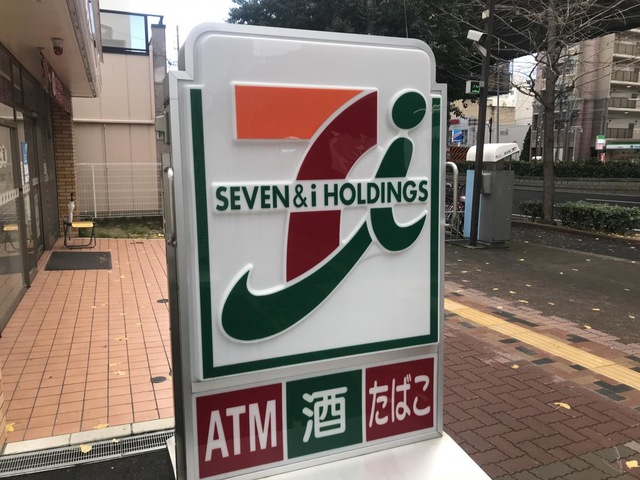 SEVEN & i HOLDINGS
ATM 酒 たばこ